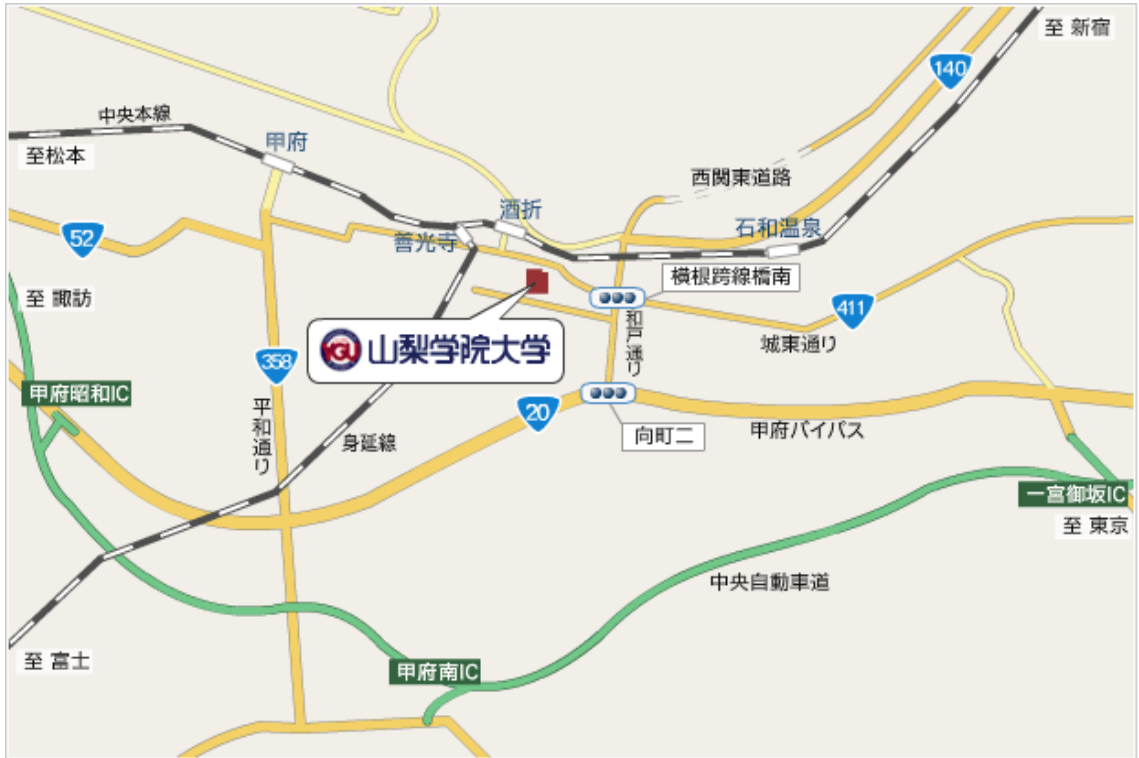 至 新宿
140
中央本線
甲府
至松本
西関東道路
酒折
石和温泉
52
善光寺
横根跨線橋南
至 諏訪
411
和戸通り
城東通り
YGU
山梨学院大学
358
甲府昭和IC
20
平和通り
身延線
向町二
甲府バイパス
一宮御坂IC
至 東京
中央自動車道
至 富士
甲府南IC